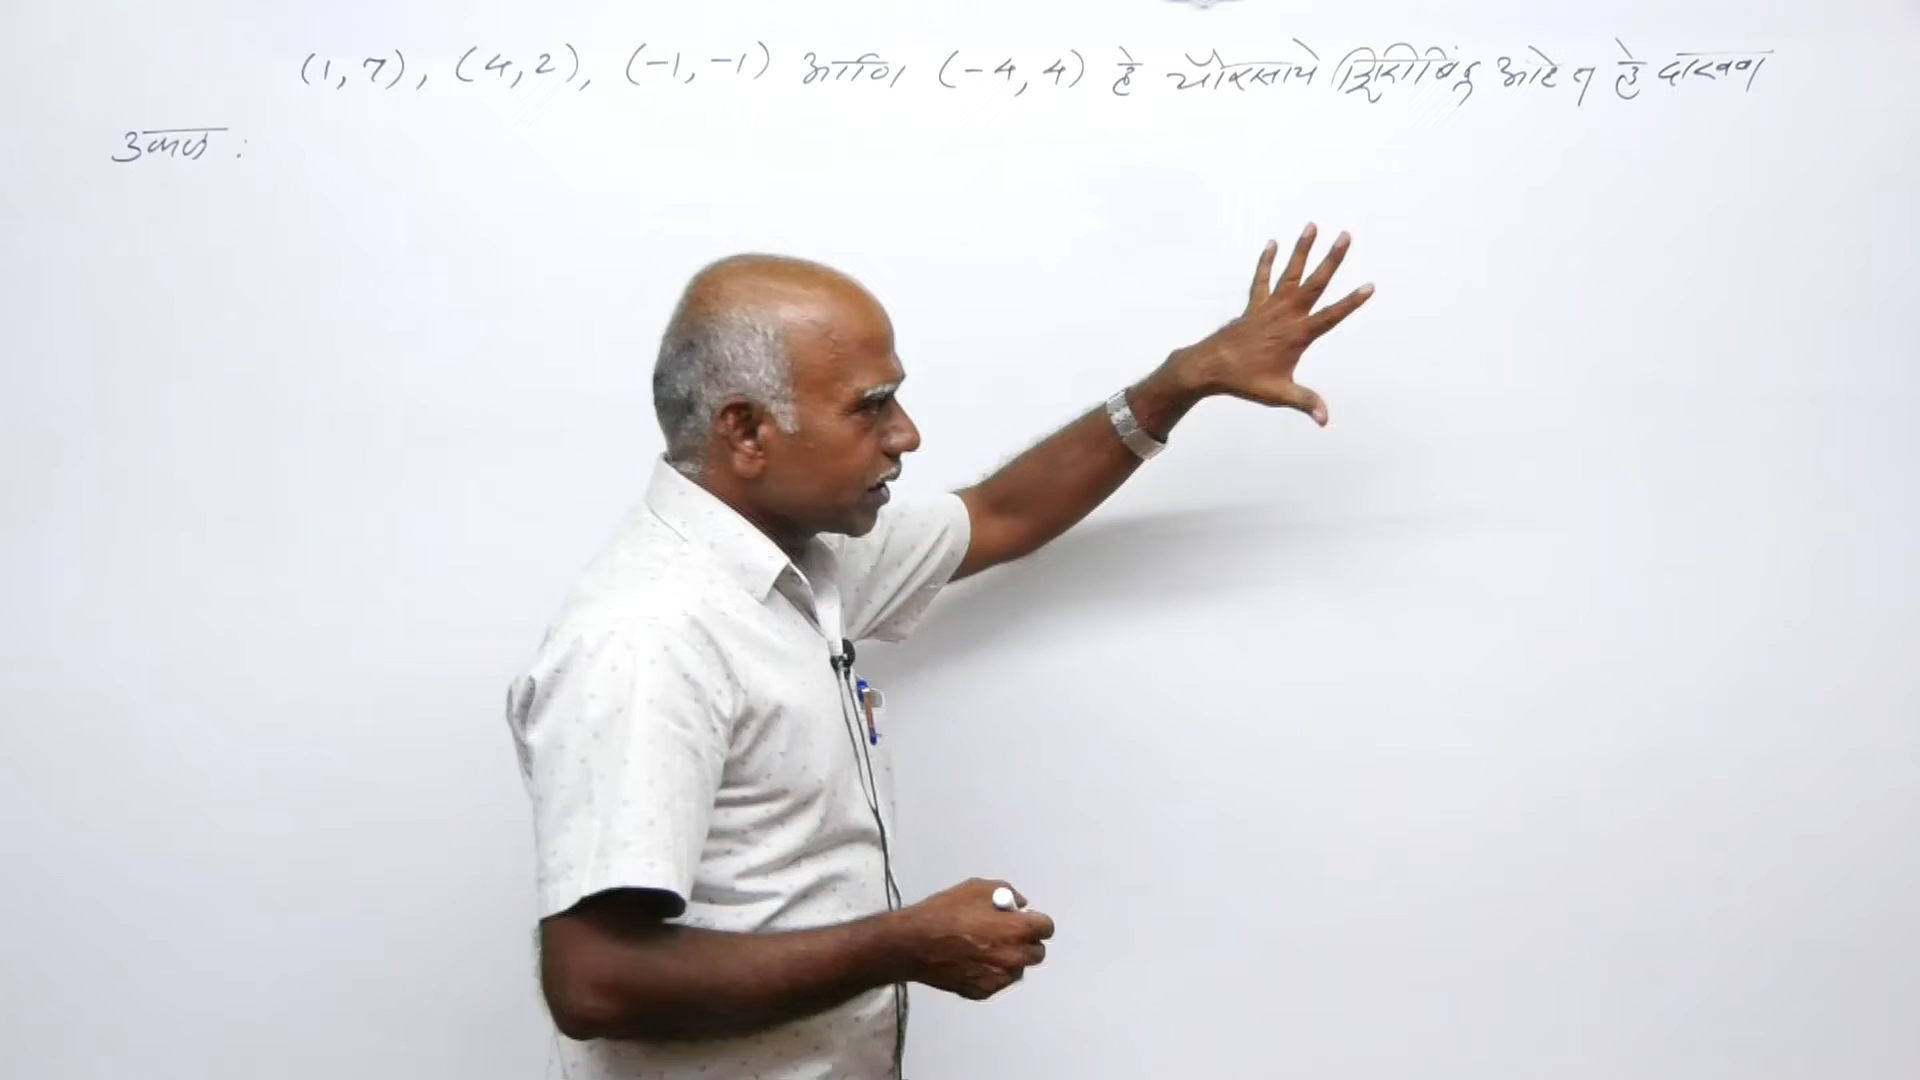 (1,7), (4,2), (-1,-1) आणि (-4,4) हे चौरसाचे शिरोबिंदू आहेत हे दाखवा
उकल :